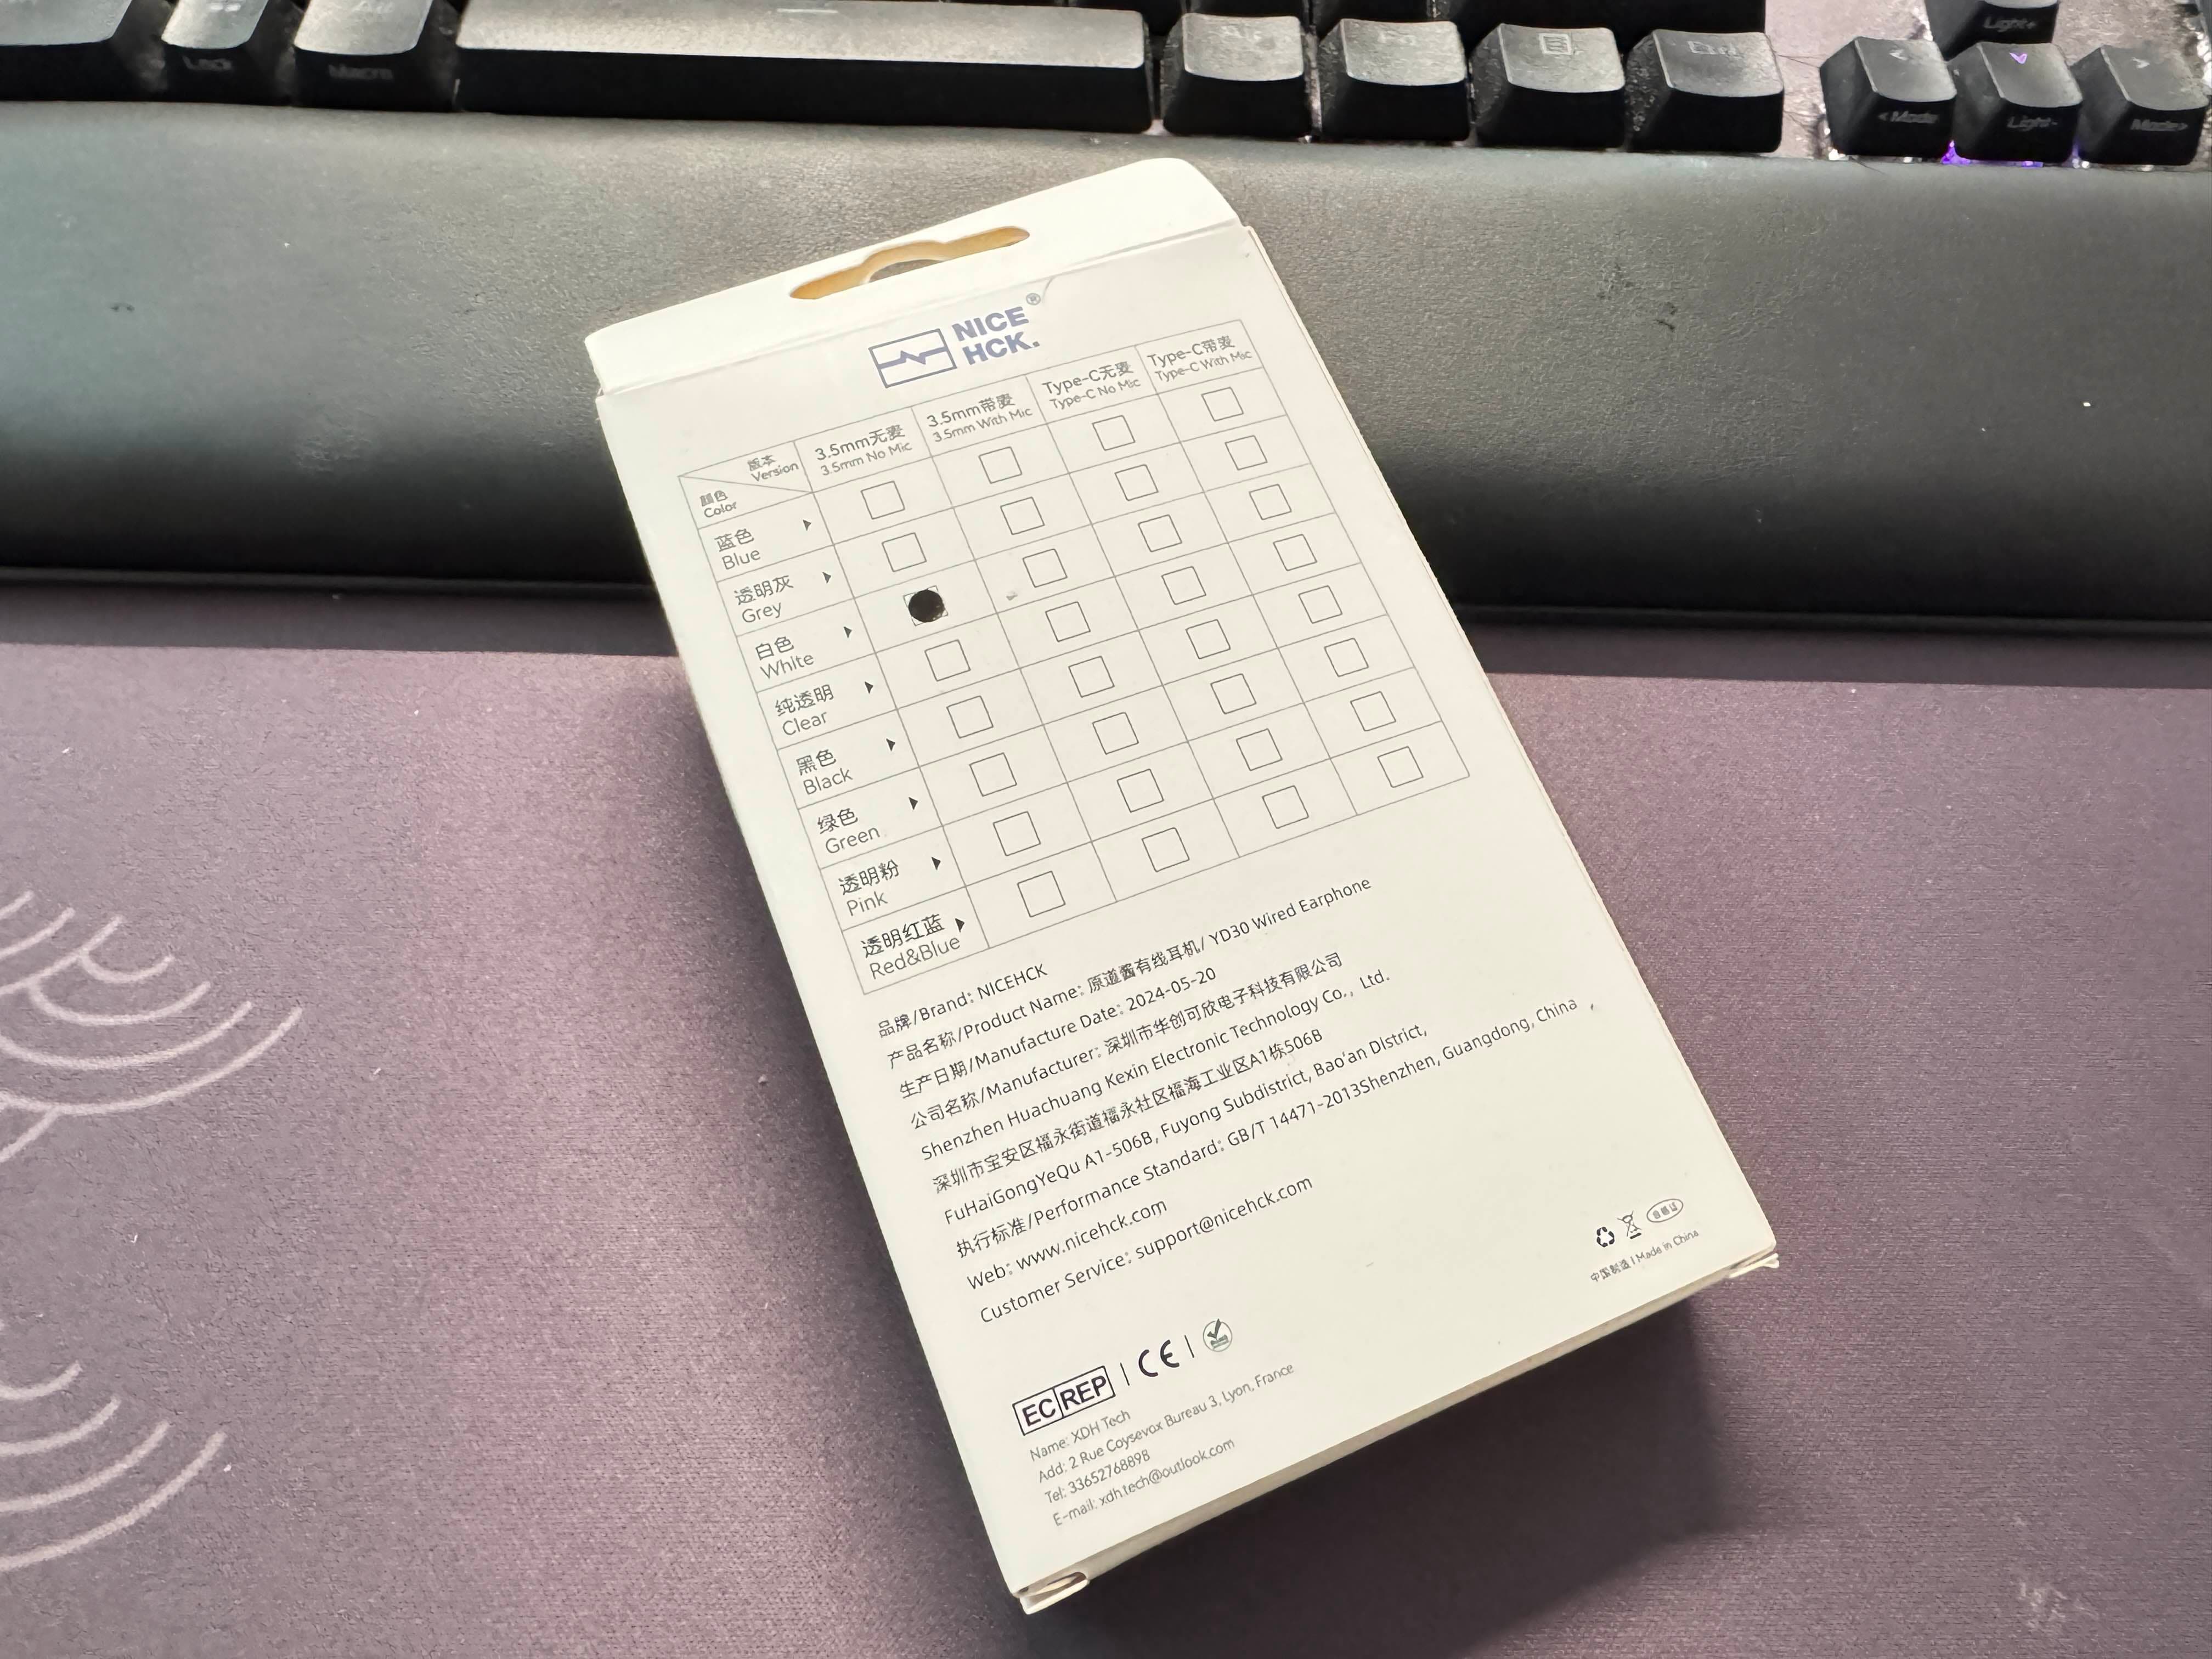 Lock
Macro
Alt
Fn
Ctrl
Light+
<Mode
Light-
Mode>
NICE
HCK.®
版本
Version
颜色
Color
3.5mm无麦
3.5mm No Mic
3.5mm带麦
3.5mm With Mic
Type-C无麦
Type-C No Mic
Type-C带麦
Type-C With Mic
蓝色
Blue
透明灰
Grey
白色
White
纯透明
Clear
黑色
Black
绿色
Green
透明粉
Pink
透明红蓝
Red&Blue
品牌/Brand: NICEHCK
产品名称/Product Name: 原道酱有线耳机/ YD30 Wired Earphone
生产日期/Manufacture Date: 2024-05-20
公司名称/Manufacturer: 深圳市华创可欣电子科技有限公司
Shenzhen Huachuang Kexin Electronic Technology Co., Ltd.
深圳市宝安区福永街道福永社区福海工业区A1栋506B
FuHaiGongYeQu A1-506B, Fuyong Subdistrict, Bao'an District,
执行标准/Performance Standard: GB/T 14471-2013Shenzhen, Guangdong, China ,
Web: www.nicehck.com
Customer Service: support@nicehck.com
合格证
中国制造 | Made in China
EC REP | CE |
Name: XDH Tech
Add: 2 Rue Coysevox Bureau 3, Lyon, France
Tel: 33652768898
E-mail: xdh.tech@outlook.com